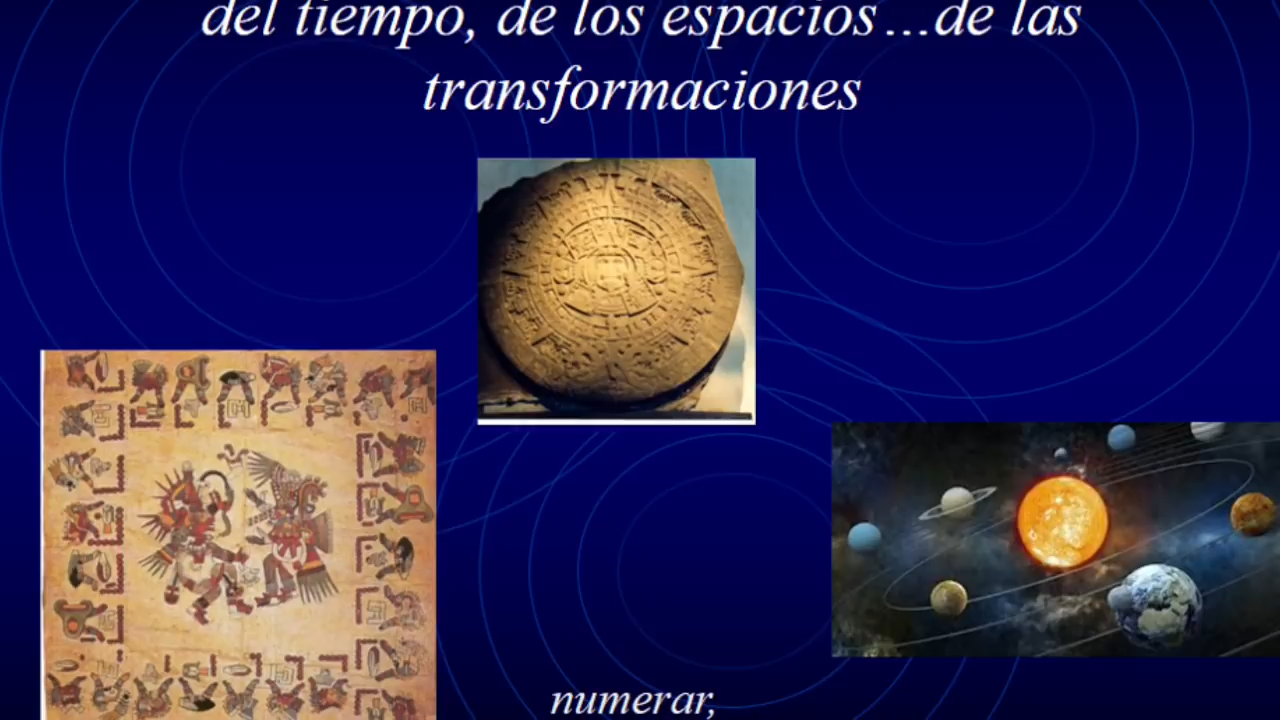 del tiempo, de los espacios...de las
transformaciones
numerar,